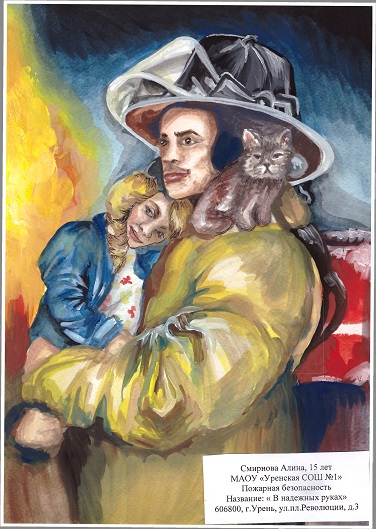 Смирнова Алина, 15 лет
МАОУ «Уренская СОШ №1»
Пожарная безопасность
Название: « В надежных руках»
606800, г.Урень, ул.пл.Революции, д.3